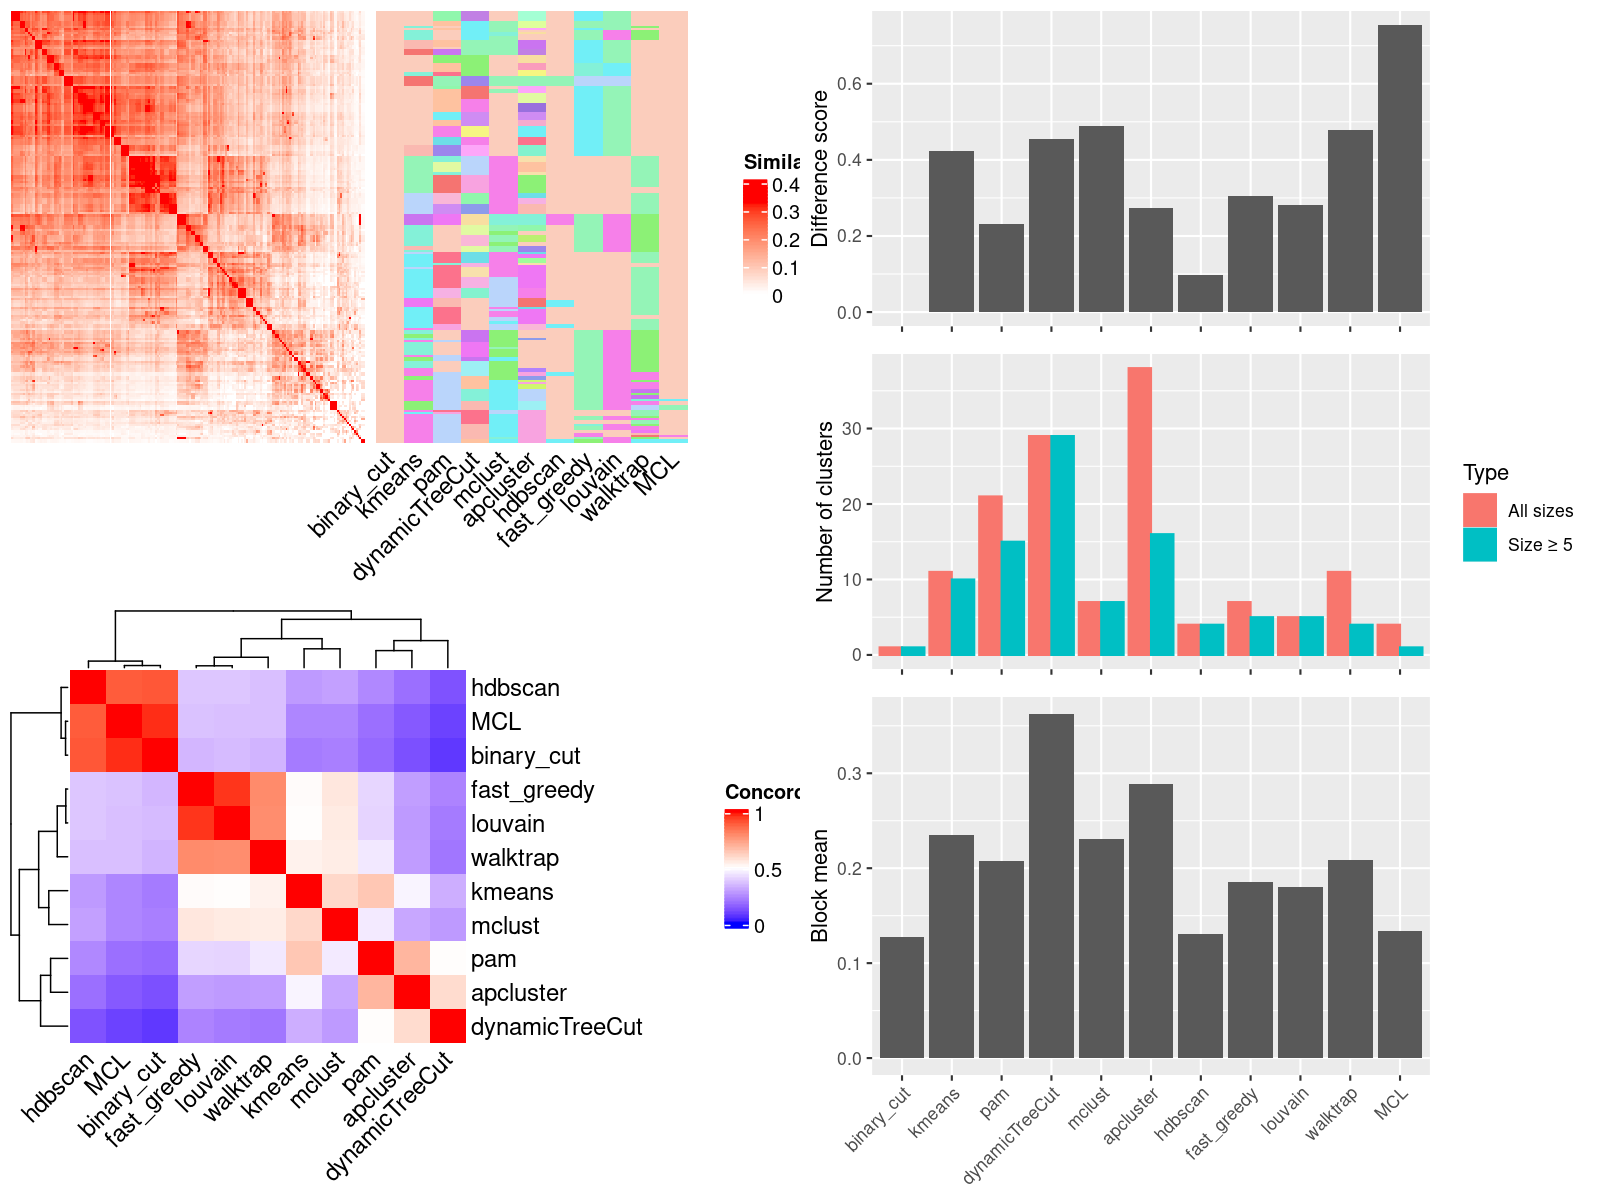 Simila
0.4
0.3
0.2
0.1
0
binary_cut
kmeans
pam
dynamicTreeCut
mclust
apcluster
hdbscan
fast_greedy
louvain
walktrap
MCL
hdbscan
MCL
binary_cut
fast_greedy
louvain
walktrap
kmeans
mclust
pam
apcluster
dynamicTreeCut
hdbscan
MCL
binary_cut
fast_greedy
louvain
walktrap
kmeans
mclust
pam
apcluster
dynamicTreeCut
Concord
1
0.5
0
Difference score
0.6
0.4
0.2
0.0
Number of clusters
30
20
10
0
Type
All sizes
Size ≥ 5
Block mean
0.3
0.2
0.1
0.0
binary_cut
kmeans
pam
dynamicTreeCut
mclust
apcluster
hdbscan
fast_greedy
louvain
walktrap
MCL